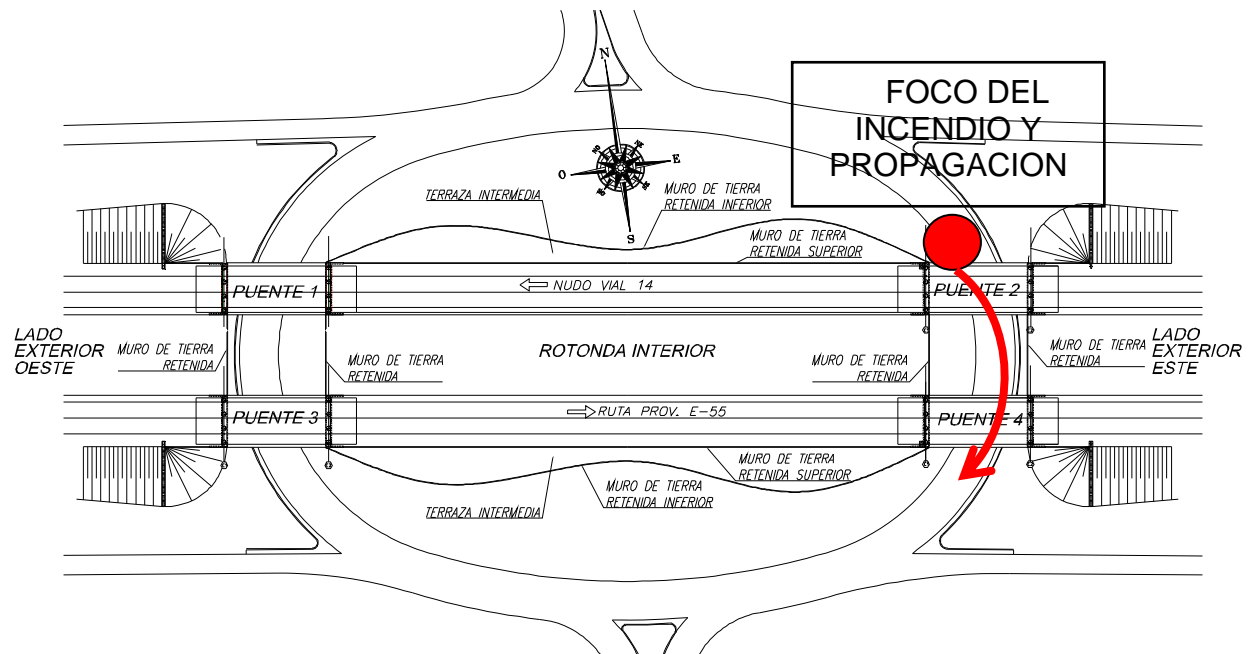 FOCO DEL
INCENDIO Y
PROPAGACION
N
E
O
S
TERRAZA INTERMEDIA
MURO DE TIERRA
RETENIDA INFERIOR
MURO DE TIERRA
RETENIDA SUPERIOR
PUENTE 1
NUDO VIAL 14
PUENTE 2
LADO
EXTERIOR
OESTE
MURO DE TIERRA
RETENIDA
MURO DE TIERRA
RETENIDA
ROTONDA INTERIOR
MURO DE TIERRA
RETENIDA
MURO DE TIERRA
RETENIDA
LADO
EXTERIOR
ESTE
PUENTE 3
RUTA PROV. E-55
PUENTE 4
TERRAZA INTERMEDIA
MURO DE TIERRA
RETENIDA INFERIOR
MURO DE TIERRA
RETENIDA SUPERIOR